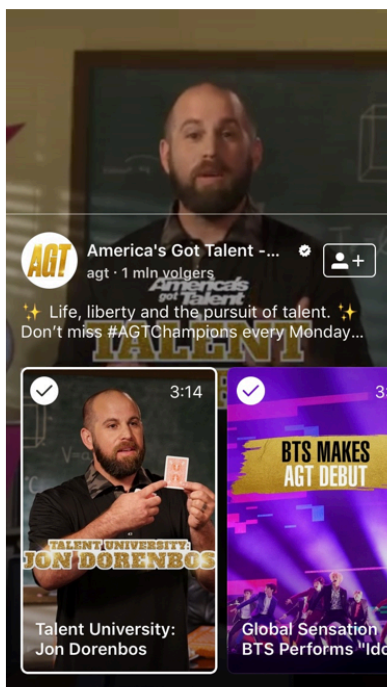 AGT
America's Got Talent -...
agt · 1 mln volgers
America's
got Talent
TALENT
✨ Life, liberty and the pursuit of talent. ✨
Don't miss #AGTChampions every Monday...
3:14
TALENT UNIVERSITY:
JON DORENBOS
Talent University:
Jon Dorenbos
BTS MAKES
AGT DEBUT
Global Sensation
BTS Performs "Ido